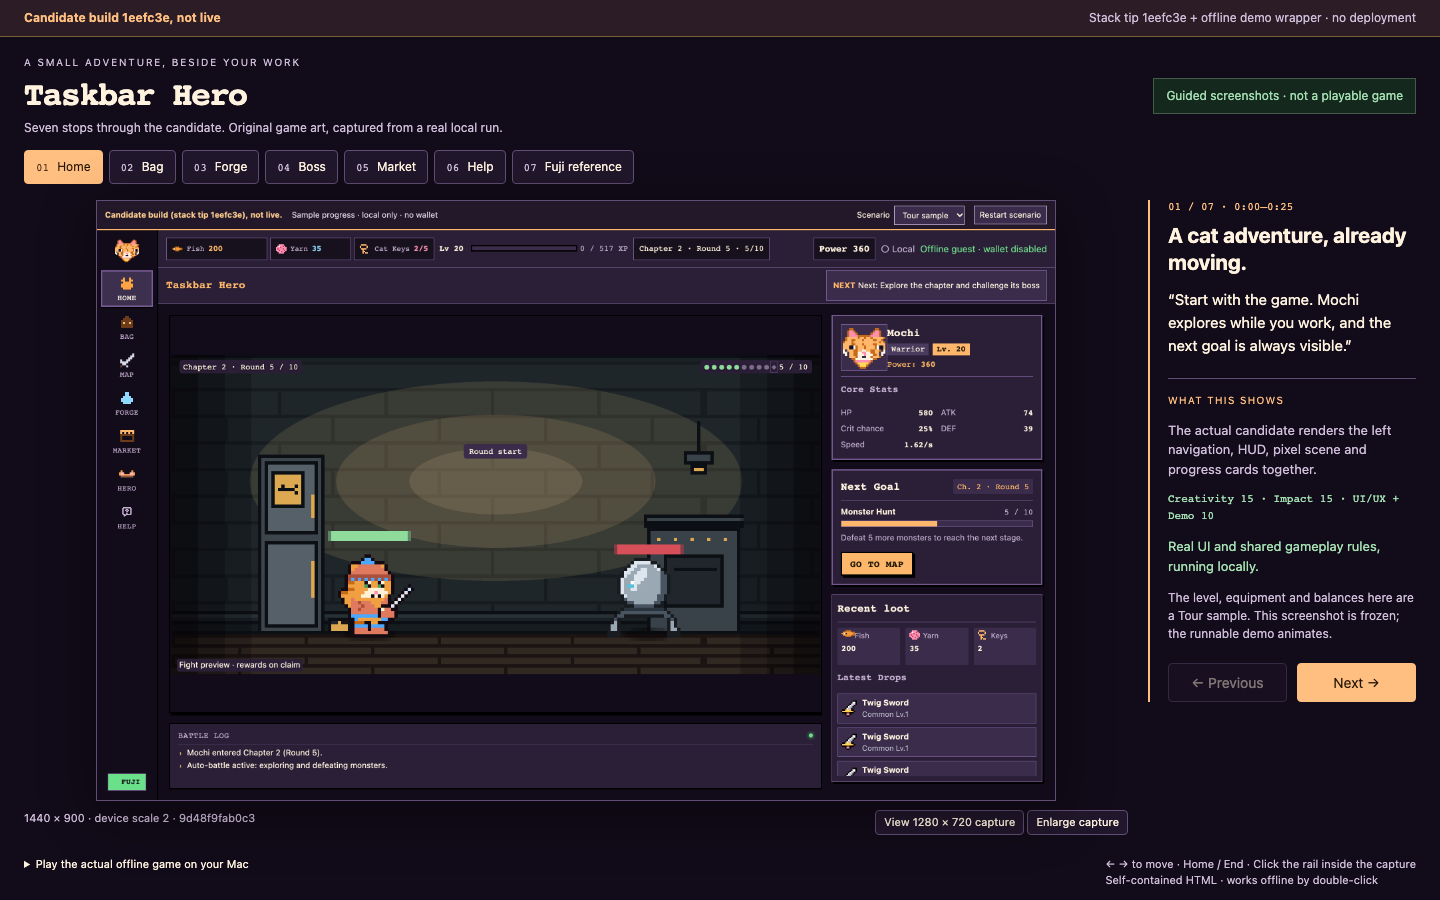 Candidate build 1eefc3e, not live
Stack tip 1eefc3e + offline demo wrapper · no deployment
A SMALL ADVENTURE, BESIDE YOUR WORK
Taskbar Hero
Seven stops through the candidate. Original game art, captured from a real local run.
Guided screenshots · not a playable game
01 Home
02 Bag
03 Forge
04 Boss
05 Market
06 Help
07 Fuji reference
Candidate build (stack tip 1eefc3e), not live. Sample progress · local only · no wallet
Scenario Tour sample Restart scenario
Fish 200 Yarn 35 Cat Keys 2/5 Lv 20 0 / 517 XP Chapter 2 · Round 5 · 5/10 Power 360 Local Offline guest · wallet disabled
HOME
BAG
MAP
FORGE
MARKET
HERO
HELP
FUJI
Taskbar Hero
NEXT Next: Explore the chapter and challenge its boss
Chapter 2 · Round 5 / 10
5 / 10
Round start
Fight preview · rewards on claim
BATTLE LOG
› Mochi entered Chapter 2 (Round 5).
› Auto-battle active: exploring and defeating monsters.
Mochi
Warrior Lv. 20
Power: 360
Core Stats
HP 580 ATK 74
Crit chance 25% DEF 39
Speed 1.62/s
Next Goal Ch. 2 · Round 5
Monster Hunt 5 / 10
Defeat 5 more monsters to reach the next stage.
GO TO MAP
Recent loot
Fish Yarn Keys
200 35 2
Latest Drops
Twig Sword
Common Lv.1
Twig Sword
Common Lv.1
Twig Sword
01 / 07 · 0:00–0:25
A cat adventure, already
moving.
“Start with the game. Mochi
explores while you work, and the
next goal is always visible.”
WHAT THIS SHOWS
The actual candidate renders the left
navigation, HUD, pixel scene and
progress cards together.
Creativity 15 · Impact 15 · UI/UX +
Demo 10
Real UI and shared gameplay rules,
running locally.
The level, equipment and balances here are
a Tour sample. This screenshot is frozen;
the runnable demo animates.
← Previous
Next →
1440 × 900 · device scale 2 · 9d48f9fab0c3
View 1280 × 720 capture
Enlarge capture
▶ Play the actual offline game on your Mac
← → to move · Home / End · Click the rail inside the capture
Self-contained HTML · works offline by double-click